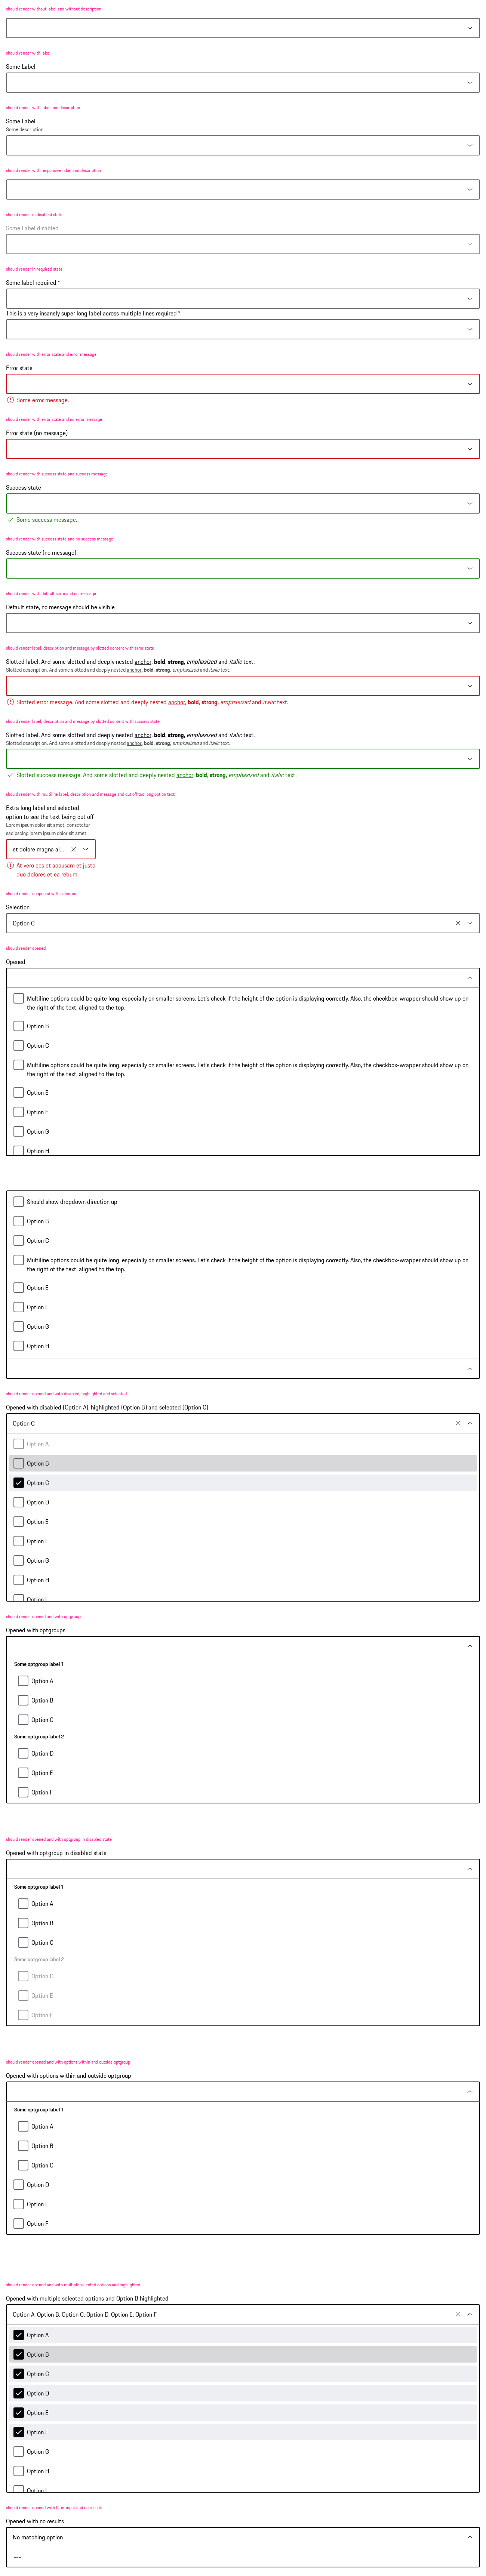 should render without label and without description
should render with label
Some Label
should render with label and description
Some Label
Some description
should render with responsive label and description
should render in disabled state
Some Label disabled
should render in required state
Some label required *
This is a very insanely super long label across multiple lines required *
should render with error state and error message
Error state
Some error message.
should render with error state and no error message
Error state (no message)
should render with success state and success message
Success state
Some success message.
should render with success state and no success message
Success state (no message)
should render with default state and no message
Default state, no message should be visible
should render label, description and message by slotted content with error state
Slotted label. And some slotted and deeply nested anchor, bold, strong, emphasized and italic text.
Slotted description. And some slotted and deeply nested anchor, bold, strong, emphasized and italic text.
Slotted error message. And some slotted and deeply nested anchor, bold, strong, emphasized and italic text.
should render label, description and message by slotted content with success state
Slotted label. And some slotted and deeply nested anchor, bold, strong, emphasized and italic text.
Slotted description. And some slotted and deeply nested anchor, bold, strong, emphasized and italic text.
Slotted success message. And some slotted and deeply nested anchor, bold, strong, emphasized and italic text.
should render with multiline label, description and message and cut off too long option text
Extra long label and selected
option to see the text being cut off
Lorem ipsum dolor sit amet, consetetur
sadipscing lorem ipsum dolor sit amet
et dolore magna al...
At vero eos et accusam et justo
duo dolores et ea rebum.
should render unopened with selection
Selection
Option C
should render opened
Opened
Multiline options could be quite long, especially on smaller screens. Let's check if the height of the option is displaying correctly. Also, the checkbox-wrapper should show up on
the right of the text, aligned to the top.
Option B
Option C
Multiline options could be quite long, especially on smaller screens. Let's check if the height of the option is displaying correctly. Also, the checkbox-wrapper should show up on
the right of the text, aligned to the top.
Option E
Option F
Option G
Option H
Should show dropdown direction up
Option B
Option C
Multiline options could be quite long, especially on smaller screens. Let's check if the height of the option is displaying correctly. Also, the checkbox-wrapper should show up on
the right of the text, aligned to the top.
Option E
Option F
Option G
Option H
should render opened and with disabled, highlighted and selected
Opened with disabled (Option A), highlighted (Option B) and selected (Option C)
Option C
Option A
Option B
Option C
Option D
Option E
Option F
Option G
Option H
Option I
should render opened and with optgroups
Opened with optgroups
Some optgroup label 1
Option A
Option B
Option C
Some optgroup label 2
Option D
Option E
Option F
should render opened and with optgroup in disabled state
Opened with optgroup in disabled state
Some optgroup label 1
Option A
Option B
Option C
Some optgroup label 2
Option D
Option E
Option F
should render opened and with options within and outside optgroup
Opened with options within and outside optgroup
Some optgroup label 1
Option A
Option B
Option C
Option D
Option E
Option F
should render opened and with multiple selected options and highlighted
Opened with multiple selected options and Option B highlighted
Option A, Option B, Option C, Option D, Option E, Option F
Option A
Option B
Option C
Option D
Option E
Option F
Option G
Option H
Option I
should render opened with filter input and no results
Opened with no results
No matching option
---